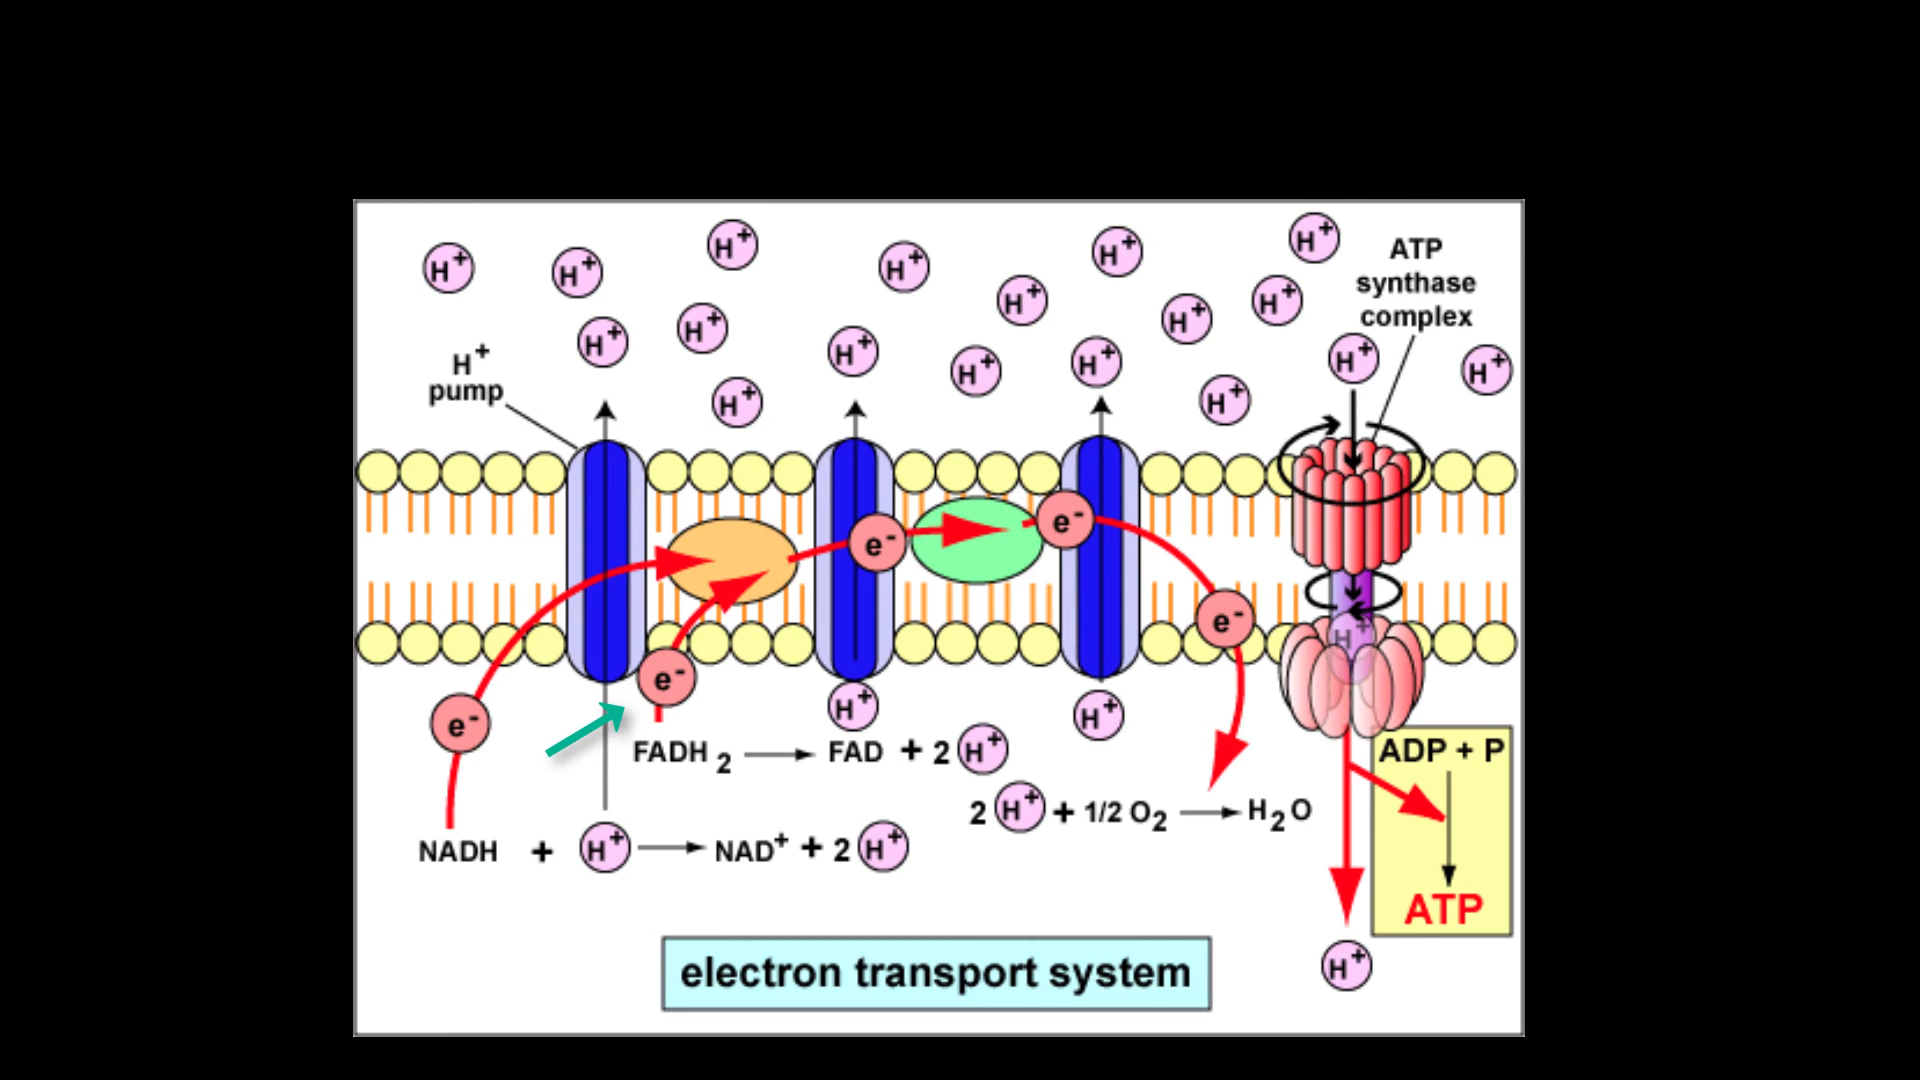 H+ H+ H+ H+ H+ H+ H+
H+ H+ H+ H+ H+ H+ H+ H+ H+ H+ H+
ATP
synthase
complex
H+
pump
e- e- e- e- e-
H+ H+ H+
FADH2 → FAD + 2 H+
2 H+ + 1/2 O2 → H2O
NADH + H+ → NAD+ + 2 H+
ADP + P
ATP
H+
electron transport system